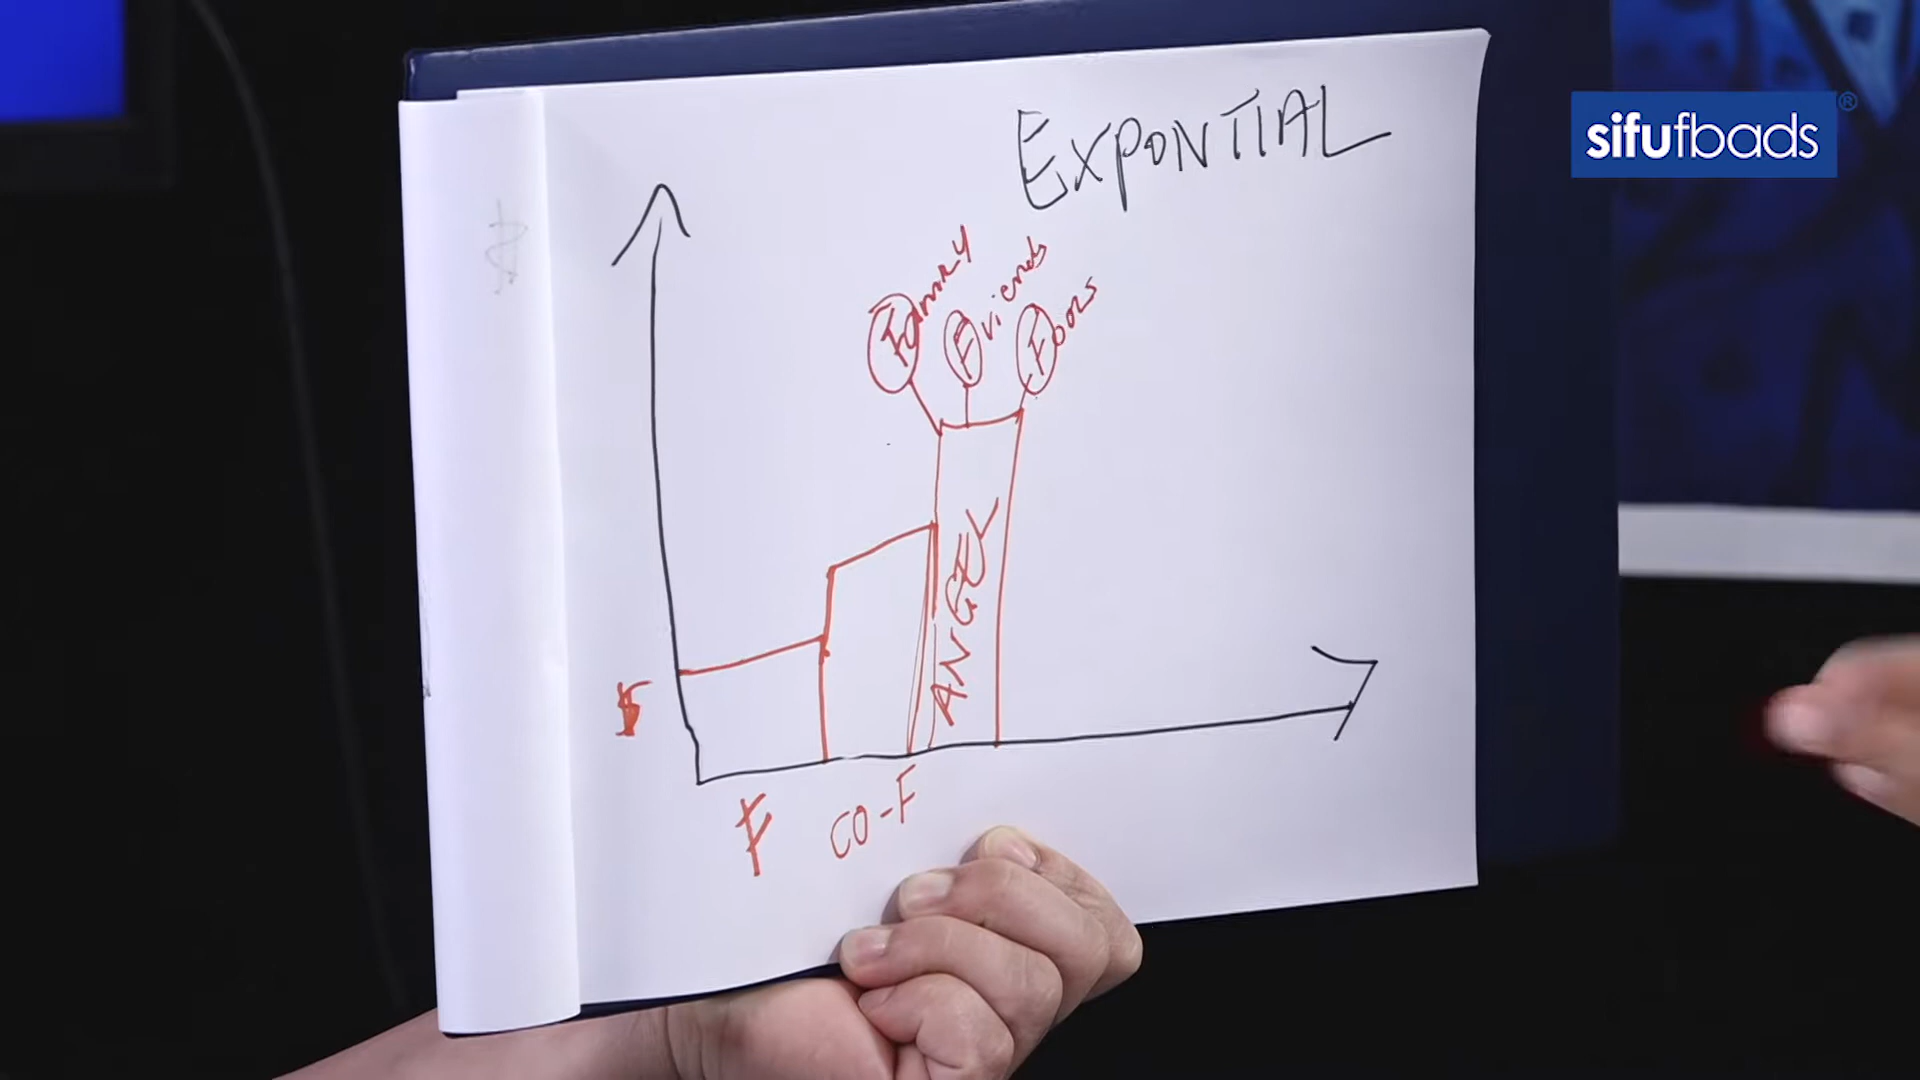 EXPONTIAL
sifufbads®
Family
Friends
Fools
ANGEL
$
F
CO-F